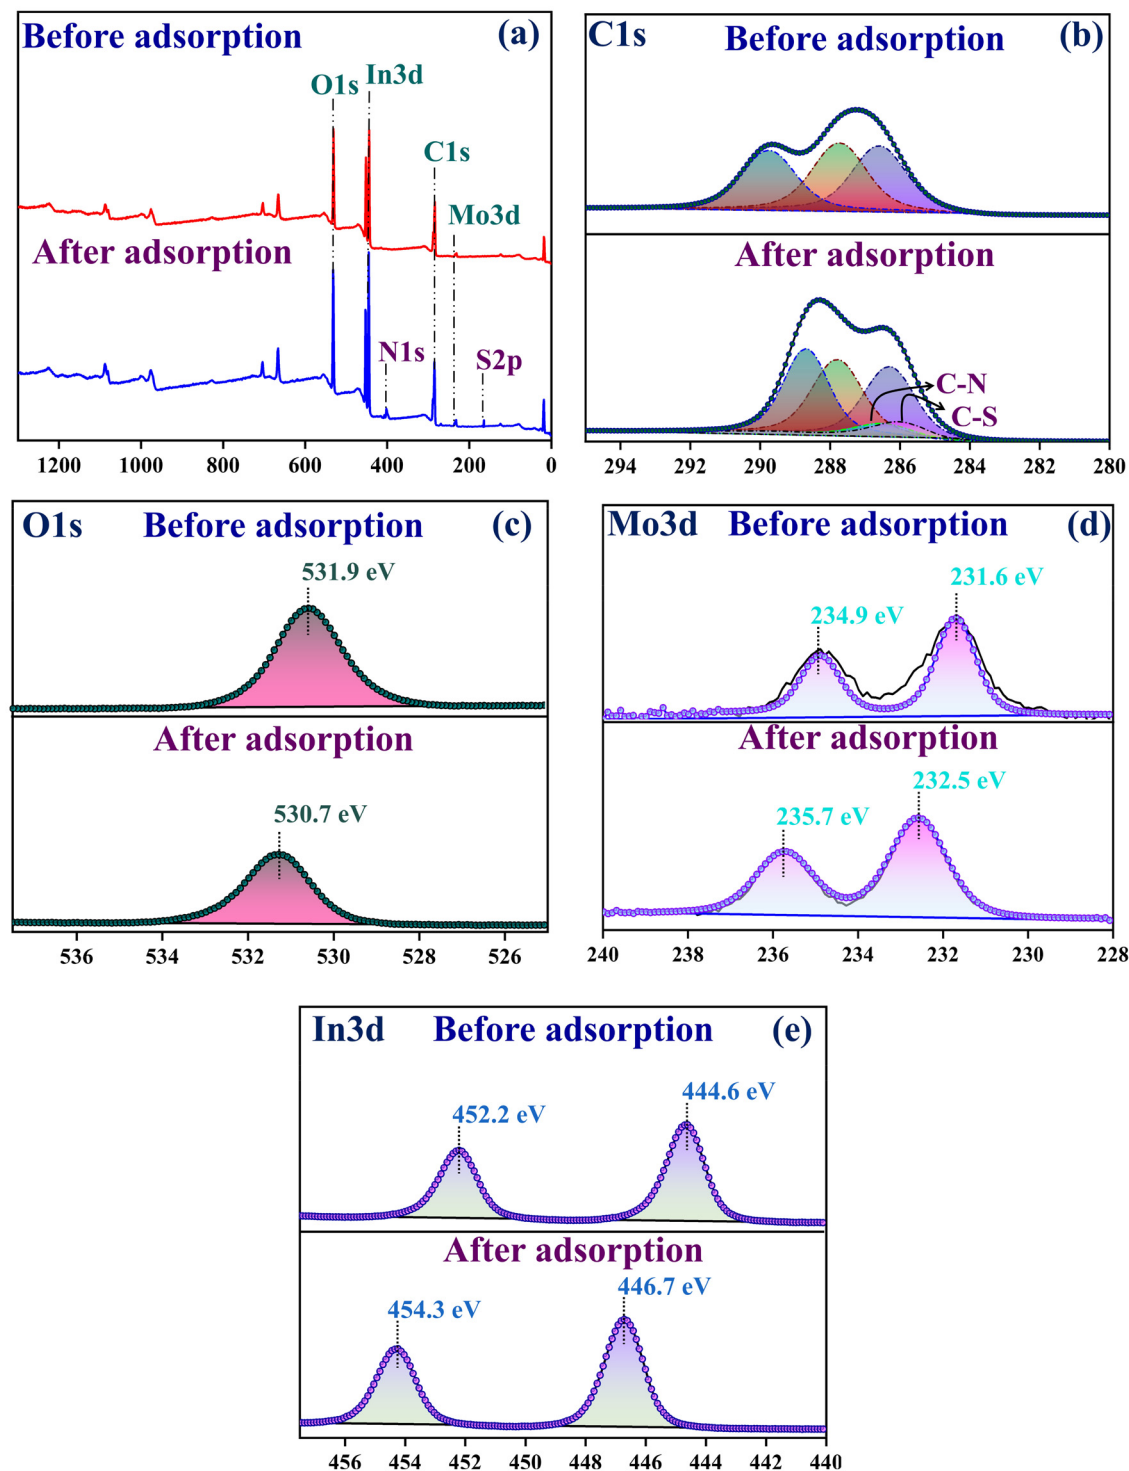 Before adsorption (a)
O1s In3d
C1s
Mo3d
After adsorption
N1s S2p
1200 1000 800 600 400 200 0
C1s Before adsorption (b)
After adsorption
C-N
C-S
294 292 290 288 286 284 282 280
O1s Before adsorption (c)
531.9 eV
After adsorption
530.7 eV
536 534 532 530 528 526
Mo3d Before adsorption (d)
231.6 eV
234.9 eV
After adsorption
232.5 eV
235.7 eV
240 238 236 234 232 230 228
In3d Before adsorption (e)
444.6 eV
452.2 eV
After adsorption
446.7 eV
454.3 eV
456 454 452 450 448 446 444 442 440